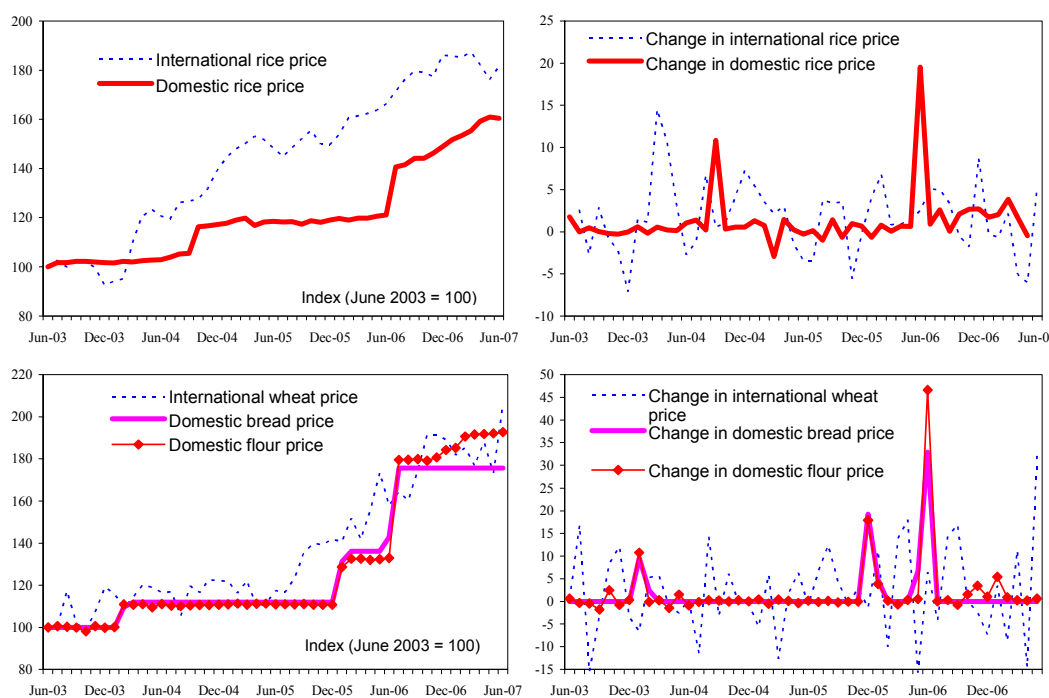 200
180
160
140
120
100
80
International rice price
Domestic rice price
Index (June 2003 = 100)
Jun-03 Dec-03 Jun-04 Dec-04 Jun-05 Dec-05 Jun-06 Dec-06 Jun-07
25
20
15
10
5
0
-5
-10
Change in international rice price
Change in domestic rice price
Jun-03 Dec-03 Jun-04 Dec-04 Jun-05 Dec-05 Jun-06 Dec-06 Jun-0
220
200
180
160
140
120
100
80
International wheat price
Domestic bread price
Domestic flour price
Index (June 2003 = 100)
Jun-03 Dec-03 Jun-04 Dec-04 Jun-05 Dec-05 Jun-06 Dec-06 Jun-07
50
45
40
35
30
25
20
15
10
5
0
-5
-10
-15
Change in international wheat
price
Change in domestic bread price
Change in domestic flour price
Jun-03 Dec-03 Jun-04 Dec-04 Jun-05 Dec-05 Jun-06 Dec-06